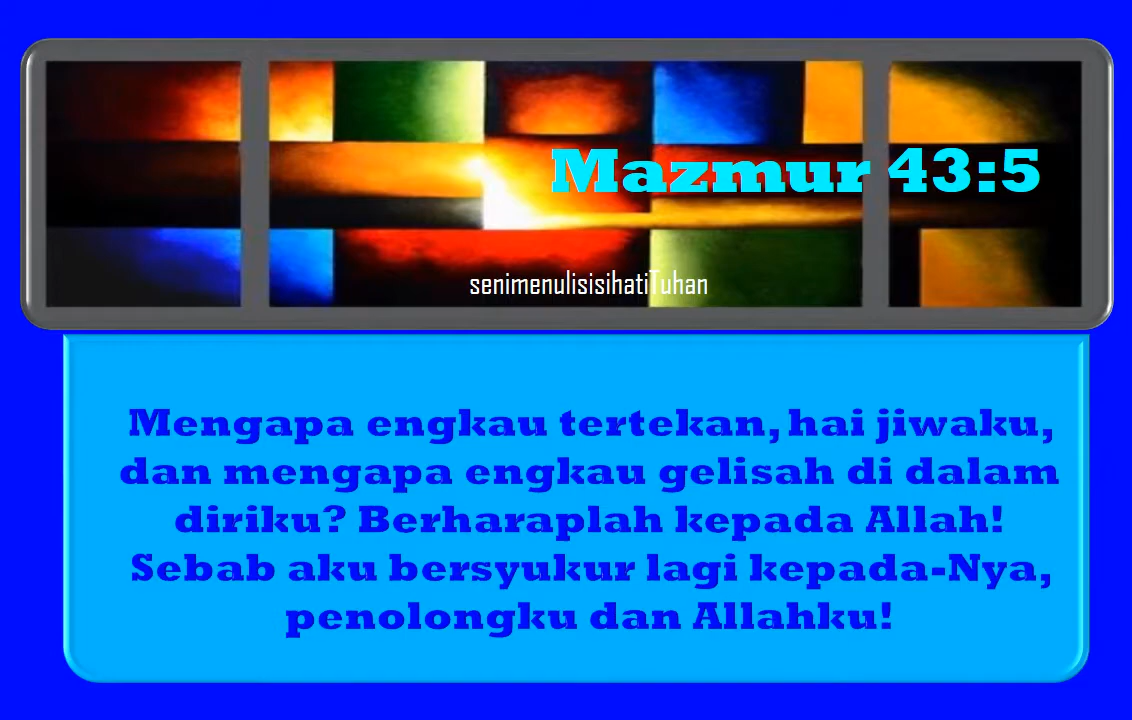 Mazmur 43:5
senimenulisisihatiTuhan
Mengapa engkau tertekan, hai jiwaku,
dan mengapa engkau gelisah di dalam
diriku? Berharaplah kepada Allah!
Sebab aku bersyukur lagi kepada-Nya,
penolongku dan Allahku!